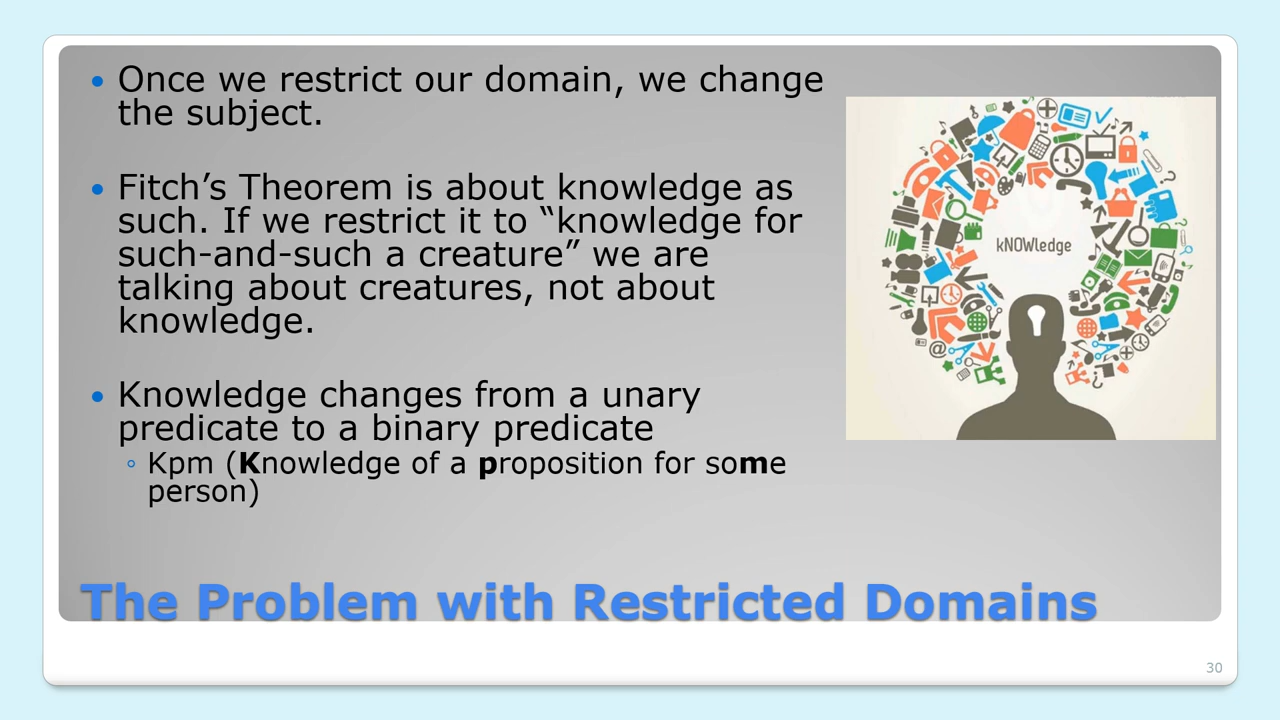 Once we restrict our domain, we change
the subject.
Fitch’s Theorem is about knowledge as
such. If we restrict it to “knowledge for
such-and-such a creature” we are
talking about creatures, not about
knowledge.
Knowledge changes from a unary
predicate to a binary predicate
Kpm (Knowledge of a proposition for some
person)
kNOWledge
The Problem with Restricted Domains
30